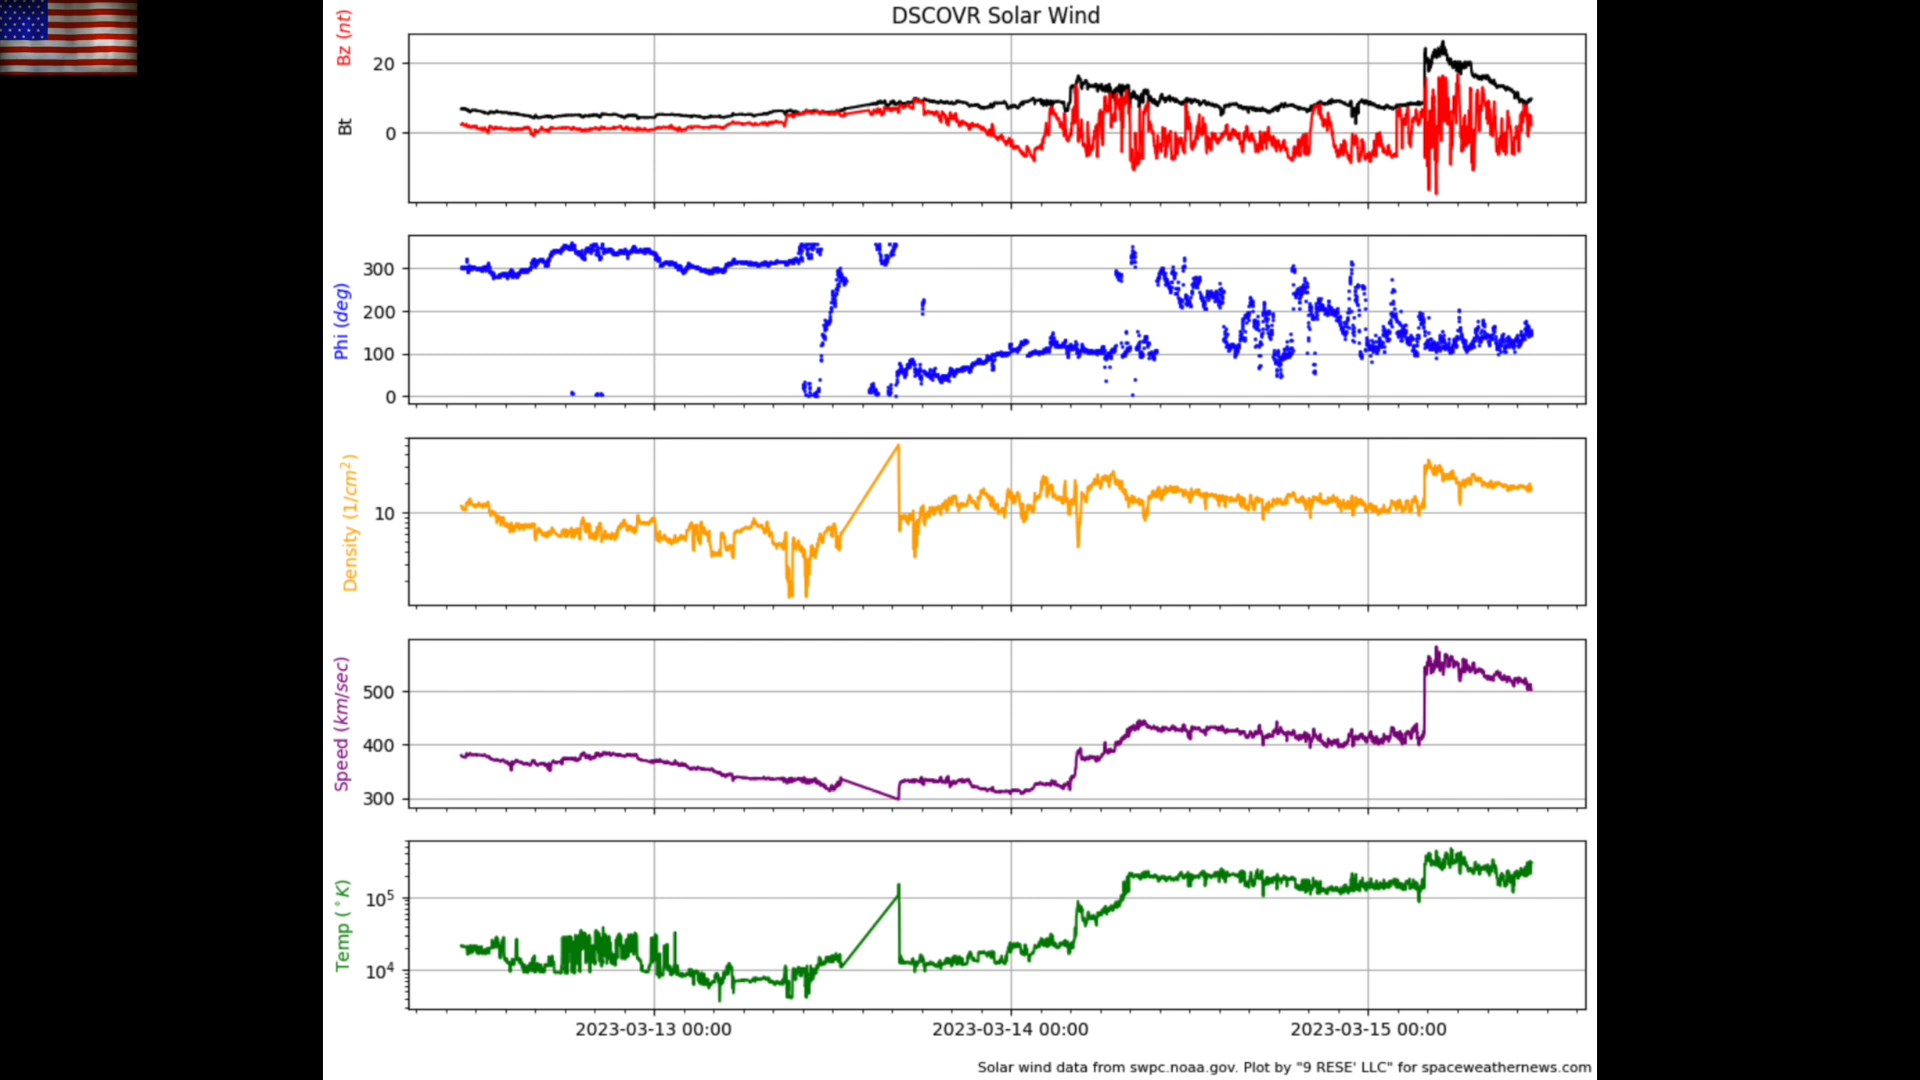 DSCOVR Solar Wind
Bz (nt)
Bt
20
0
Phi (deg)
300
200
100
0
Density (1/cm²)
10
Speed (km/sec)
500
400
300
Temp (°K)
10⁵
10⁴
2023-03-13 00:00
2023-03-14 00:00
2023-03-15 00:00
Solar wind data from swpc.noaa.gov. Plot by "9 RESE' LLC" for spaceweathernews.com